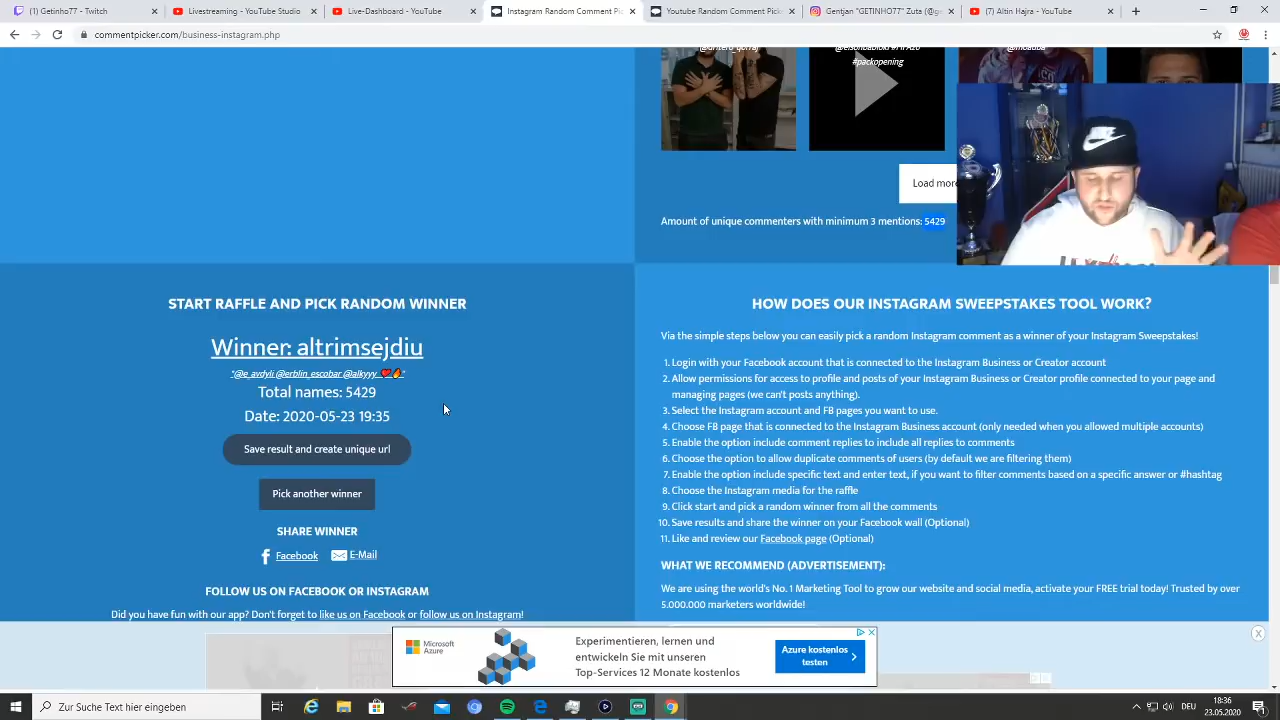 (1) Getinho77 - Twitch
Livestreaming - YouTube Studio
Live-Dashboard - YouTube
Instagram Random Comment Pic
Youtube Random Comment Picker
Gentjan "GETINHO77" Zuta (@ge
(2) Altin Hajra - YouTube
commentpicker.com/business-instagram.php
#packopening
Load more
Amount of unique commenters with minimum 3 mentions: 5429
START RAFFLE AND PICK RANDOM WINNER
Winner: altrimsejdiu
"@e_avdyli @erblin_escobar @alkyyy ❤️🔥"
Total names: 5429
Date: 2020-05-23 19:35
Save result and create unique url
Pick another winner
SHARE WINNER
Facebook
E-Mail
FOLLOW US ON FACEBOOK OR INSTAGRAM
Did you have fun with our app? Don't forget to like us on Facebook or follow us on Instagram!
HOW DOES OUR INSTAGRAM SWEEPSTAKES TOOL WORK?
Via the simple steps below you can easily pick a random Instagram comment as a winner of your Instagram Sweepstakes!
1. Login with your Facebook account that is connected to the Instagram Business or Creator account
2. Allow permissions for access to profile and posts of your Instagram Business or Creator profile connected to your page and
managing pages (we can't posts anything).
3. Select the Instagram account and FB pages you want to use.
4. Choose FB page that is connected to the Instagram Business account (only needed when you allowed multiple accounts)
5. Enable the option include comment replies to include all replies to comments
6. Choose the option to allow duplicate comments of users (by default we are filtering them)
7. Enable the option include specific text and enter text, if you want to filter comments based on a specific answer or #hashtag
8. Choose the Instagram media for the raffle
9. Click start and pick a random winner from all the comments
10. Save results and share the winner on your Facebook wall (Optional)
11. Like and review our Facebook page (Optional)
WHAT WE RECOMMEND (ADVERTISEMENT):
We are using the world's No. 1 Marketing Tool to grow our website and social media, activate your FREE trial today! Trusted by over
5.000.000 marketers worldwide!
Microsoft
Azure
Experimentieren, lernen und
entwickeln Sie mit unseren
Top-Services 12 Monate kostenlos
Azure kostenlos
testen
Zur Suche Text hier eingeben
DEU
18:36
23.05.2020